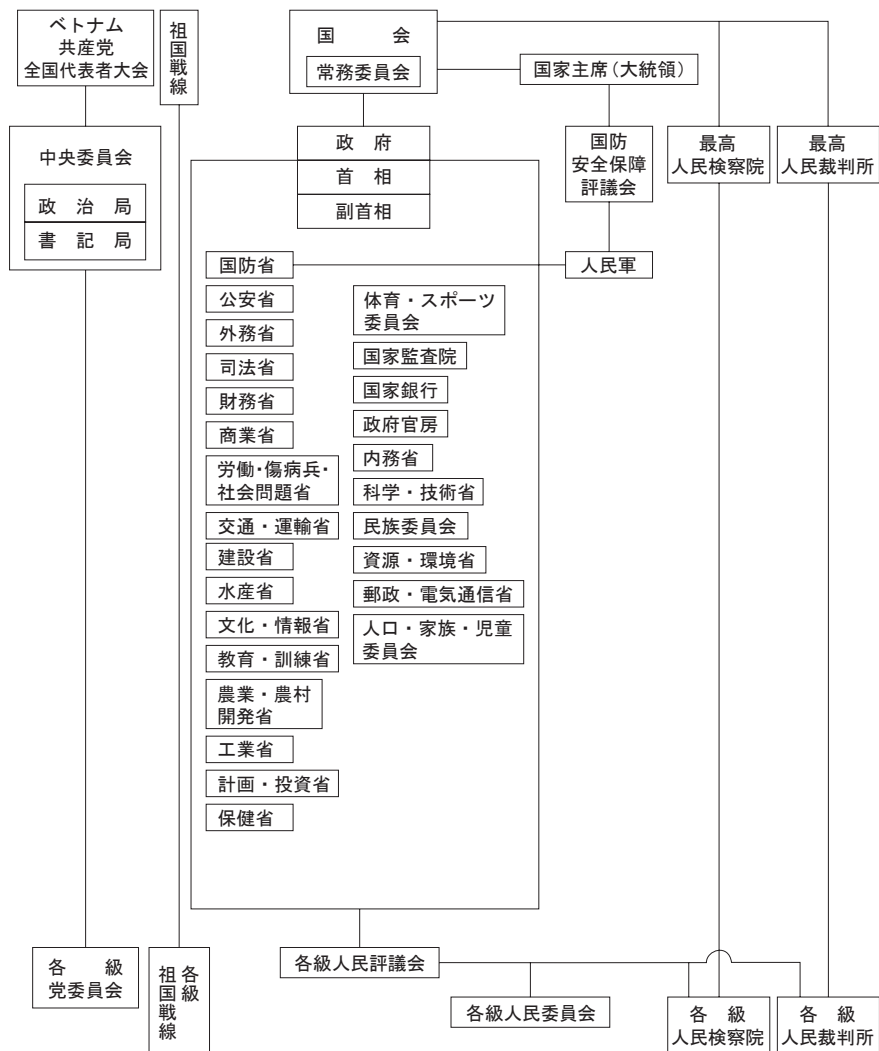 ベトナム
共産党
全国代表者大会
祖国戦線
国　会
常務委員会
国家主席（大統領）
中央委員会
政治局
書記局
政府
首相
副首相
国防
安全保障
評議会
最高
人民検察院
最高
人民裁判所
人民軍
国防省
公安省
外務省
司法省
財務省
商業省
労働・傷病兵・
社会問題省
交通・運輸省
建設省
水産省
文化・情報省
教育・訓練省
農業・農村
開発省
工業省
計画・投資省
保健省
体育・スポーツ
委員会
国家監査院
国家銀行
政府官房
内務省
科学・技術省
民族委員会
資源・環境省
郵政・電気通信省
人口・家族・児童
委員会
各　級
党委員会
各級
祖国戦線
各級人民評議会
各級人民委員会
各　級
人民検察院
各　級
人民裁判所